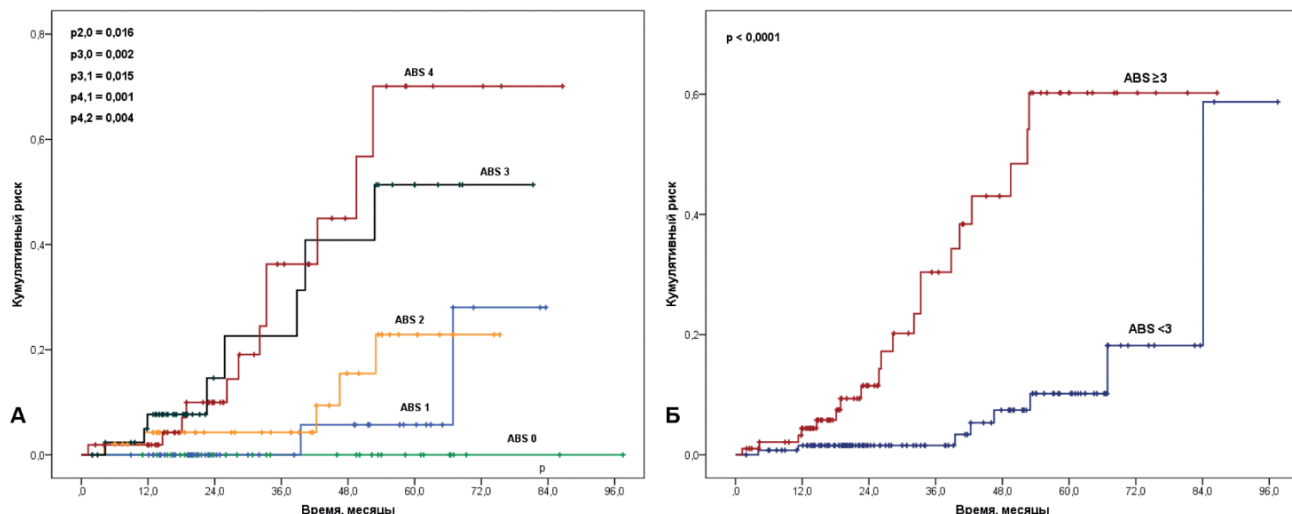 p2,0 = 0,016
p3,0 = 0,002
p3,1 = 0,015
p4,1 = 0,001
p4,2 = 0,004
ABS 4
ABS 3
ABS 2
ABS 1
ABS 0
p
Кумулятивный риск
0,8
0,6
0,4
0,2
0,0
,0 12,0 24,0 36,0 48,0 60,0 72,0 84,0 96,0
Время, месяцы
А
p < 0,0001
ABS ≥3
ABS <3
Кумулятивный риск
0,6
0,4
0,2
0,0
,0 12,0 24,0 36,0 48,0 60,0 72,0 84,0 96,0
Время, месяцы
Б